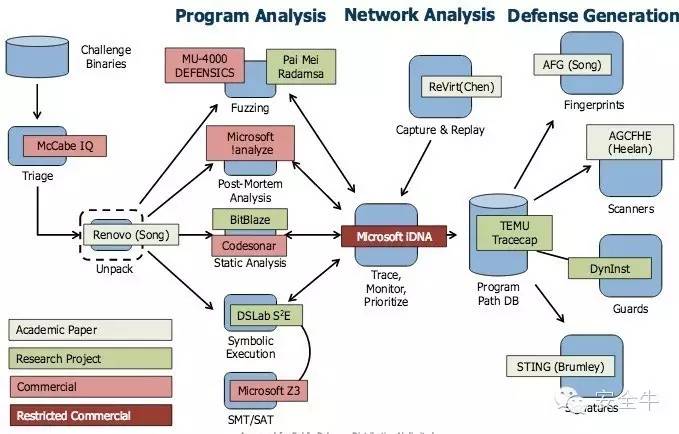 Program Analysis
Network Analysis
Defense Generation
Challenge
Binaries
MU-4000
DEFENSICS
Pai Mei
Radamsa
Fuzzing
ReVirt(Chen)
Capture & Replay
AFG (Song)
Fingerprints
McCabe IQ
Triage
Microsoft
!analyze
Post-Mortem
Analysis
AGCFHE
(Heelan)
Scanners
Renovo (Song)
Unpack
BitBlaze
Codesonar
Static Analysis
Microsoft iDNA
Trace,
Monitor,
Prioritize
TEMU
Tracecap
Program
Path DB
DynInst
Guards
DSLab S²E
Symbolic
Execution
Microsoft Z3
SMT/SAT
STING (Brumley)
Signatures
Academic Paper
Research Project
Commercial
Restricted Commercial
安全牛